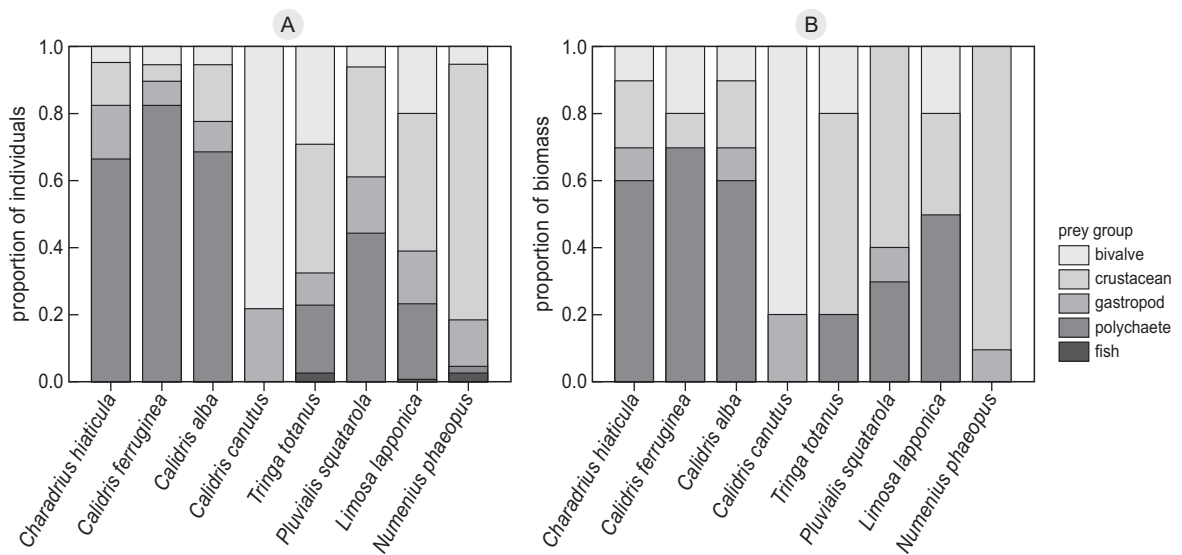 A
proportion of individuals
1.0
0.8
0.6
0.4
0.2
0.0
Charadrius hiaticula
Calidris ferruginea
Calidris alba
Calidris canutus
Tringa totanus
Pluvialis squatarola
Limosa lapponica
Numenius phaeopus
B
proportion of biomass
1.0
0.8
0.6
0.4
0.2
0.0
Charadrius hiaticula
Calidris ferruginea
Calidris alba
Calidris canutus
Tringa totanus
Pluvialis squatarola
Limosa lapponica
Numenius phaeopus
prey group
bivalve
crustacean
gastropod
polychaete
fish